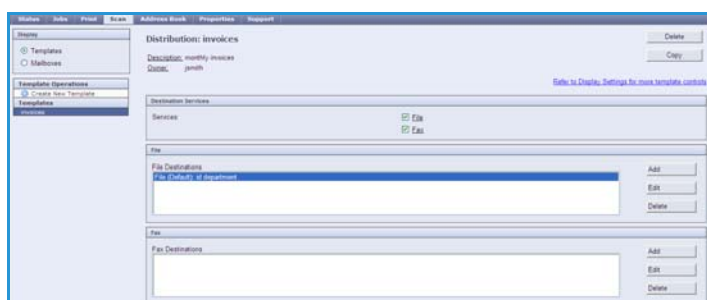 Status Jobs Print Scan Address Book Properties Support
Display
Templates
Mailboxes
Template Operations
Create New Template
Templates
invoices
Distribution: invoices
Description: monthly invoices
Owner: jsmith
Delete
Copy
Refer to Display Settings for more template controls
Destination Services
Services:
File
Fax
File
File Destinations
File (Default): id department
Add
Edit
Delete
Fax
Fax Destinations
Add
Edit
Delete